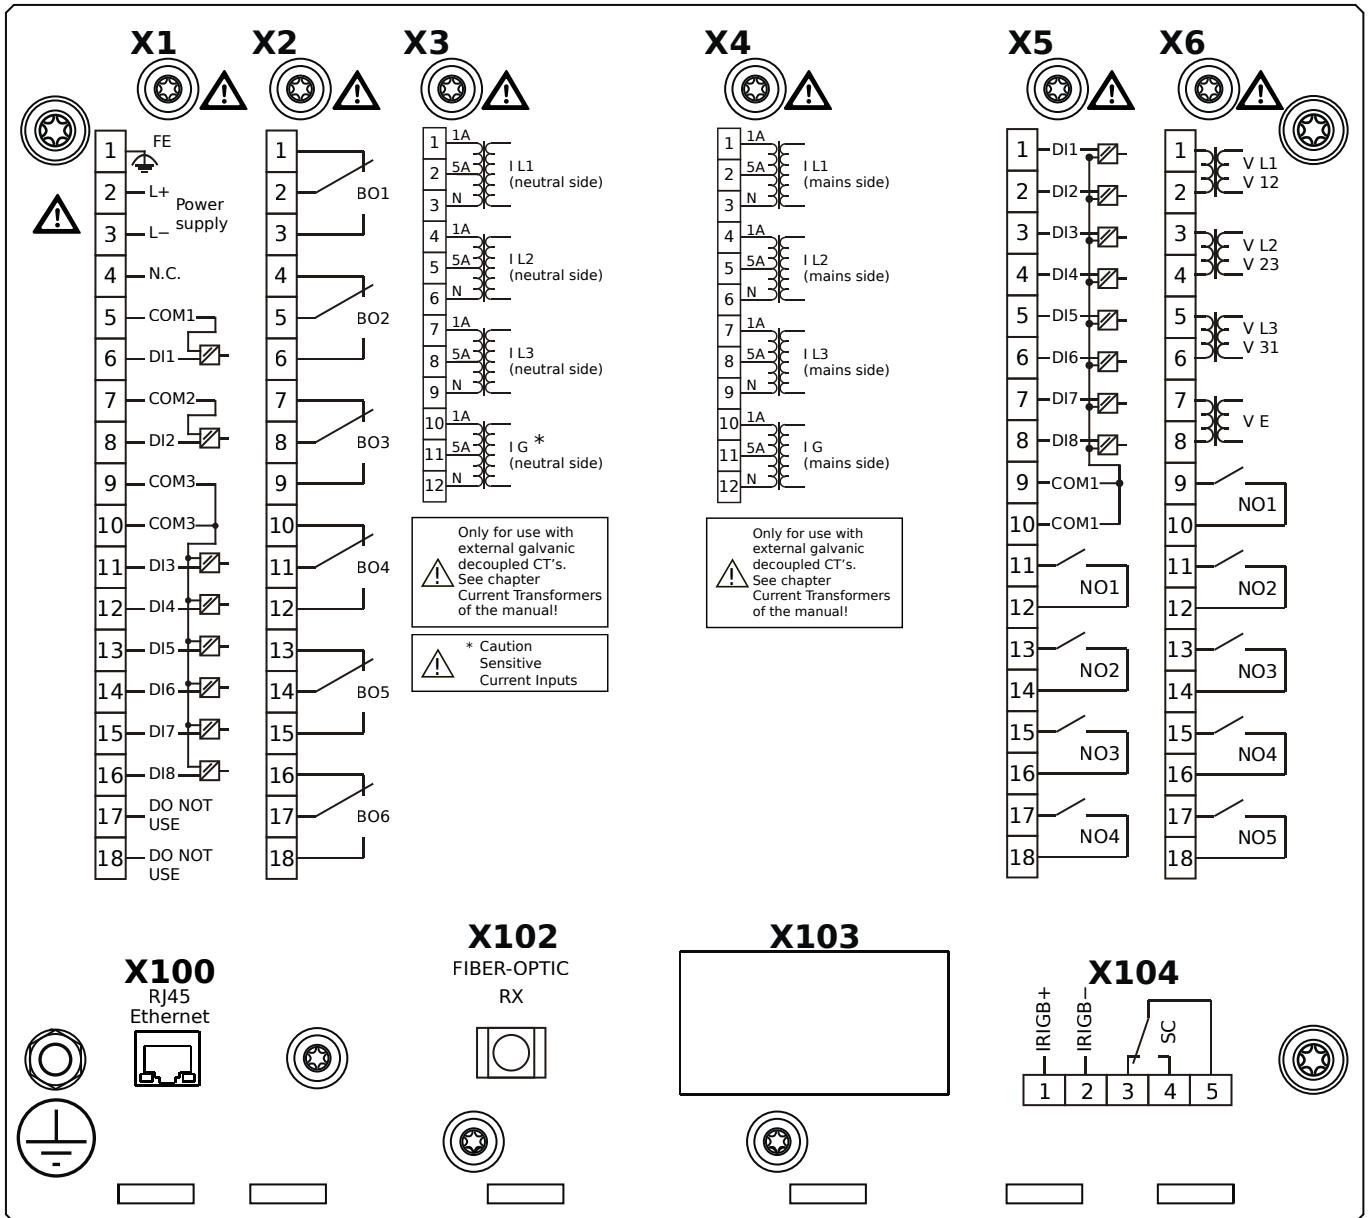 X1
X2
X3
X4
X5
X6
1 FE
2 L+
Power
supply
3 L−
4 N.C.
5 COM1
6 DI1
7 COM2
8 DI2
9 COM3
10 COM3
11 DI3
12 DI4
13 DI5
14 DI6
15 DI7
16 DI8
17 DO NOT
USE
18 DO NOT
USE
1
2 BO1
3
4
5 BO2
6
7
8 BO3
9
10
11 BO4
12
13
14 BO5
15
16
17 BO6
18
1 1A
2 5A I L1
(neutral side)
3 N
4 1A
5 5A I L2
(neutral side)
6 N
7 1A
8 5A I L3
(neutral side)
9 N
10 1A
11 5A I G *
(neutral side)
12 N
Only for use with
external galvanic
decoupled CT’s.
See chapter
Current Transformers
of the manual!
* Caution
Sensitive
Current Inputs
1 1A
2 5A I L1
(mains side)
3 N
4 1A
5 5A I L2
(mains side)
6 N
7 1A
8 5A I L3
(mains side)
9 N
10 1A
11 5A I G
(mains side)
12 N
Only for use with
external galvanic
decoupled CT’s.
See chapter
Current Transformers
of the manual!
1 DI1
2 DI2
3 DI3
4 DI4
5 DI5
6 DI6
7 DI7
8 DI8
9 COM1
10 COM1
11
NO1
12
13
NO2
14
15
NO3
16
17
NO4
18
1 V L1
2 V 12
3 V L2
4 V 23
5 V L3
6 V 31
7
V E
8
9
NO1
10
11
NO2
12
13
NO3
14
15
NO4
16
17
NO5
18
X100
RJ45
Ethernet
X102
FIBER-OPTIC
RX
X103
X104
IRIGB+
IRIGB−
SC
1 2 3 4 5